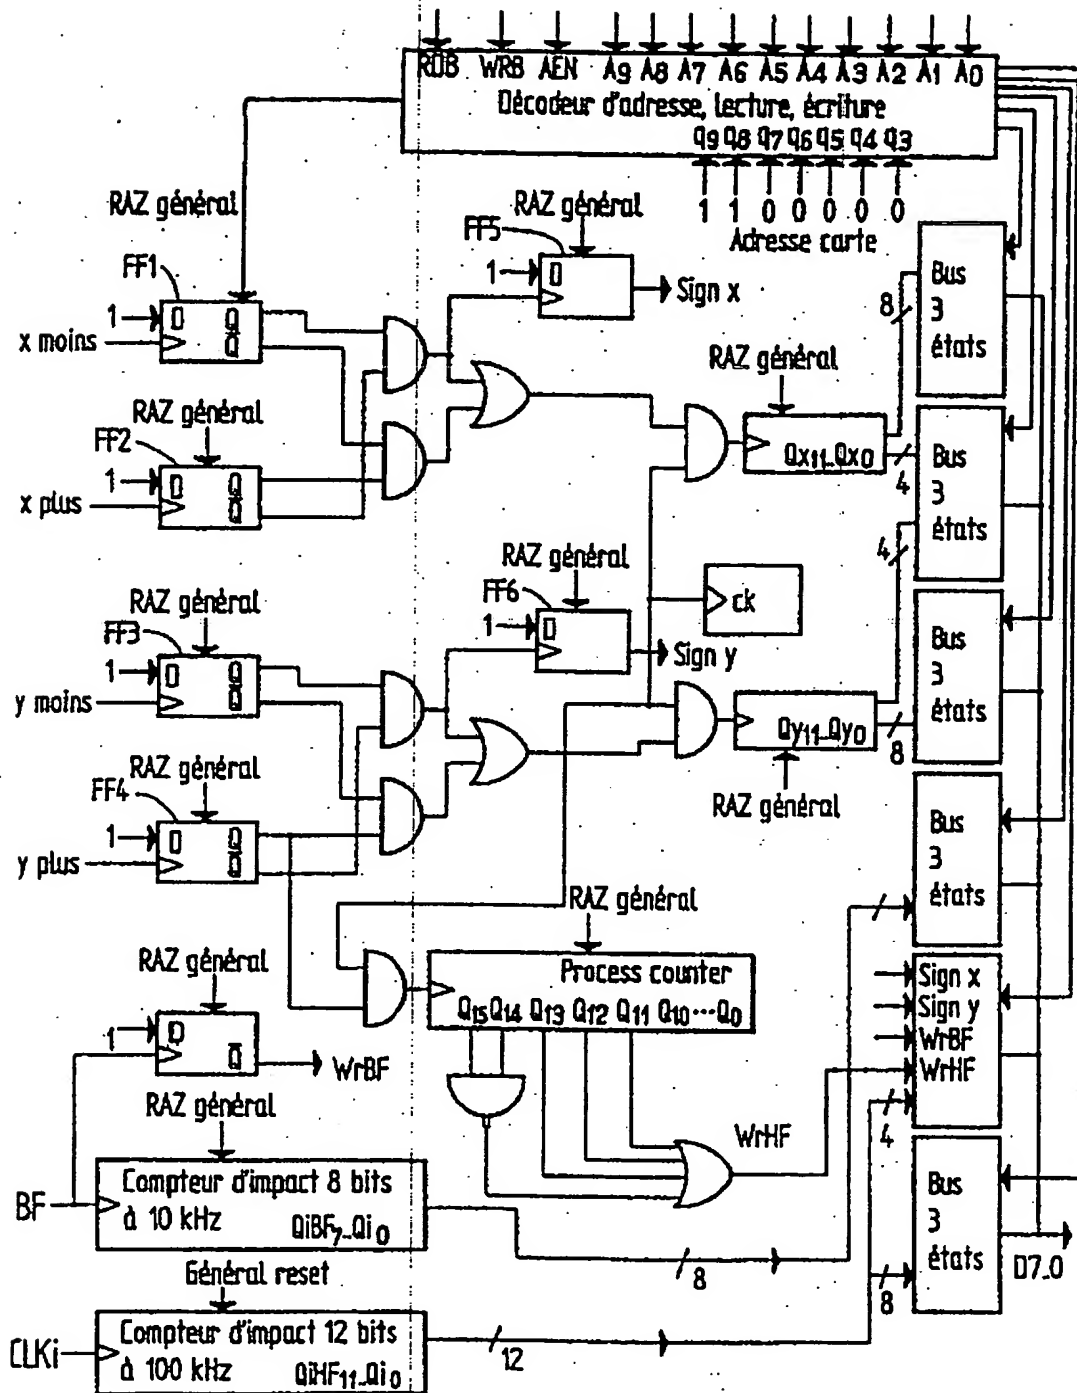 RDB WRB AEN A9 A8 A7 A6 A5 A4 A3 A2 A1 A0
Décodeur d'adresse, lecture, écriture
Q9 Q8 Q7 Q6 Q5 Q4 Q3
1 1 0 0 0 0 0
Adresse carte
RAZ général
FF1
1
D Q
Q̅
x moins
RAZ général
FF5
1
D
Sign x
Bus
3
états
8
RAZ général
FF2
1
D Q
Q̅
x plus
RAZ général
Qx11..Qx0
4
Bus
3
états
4
RAZ général
FF3
1
D Q
Q̅
y moins
RAZ général
FF6
1
D
Sign y
ck
Bus
3
états
Qy11..Qy0
8
RAZ général
RAZ général
FF4
1
D Q
Q̅
y plus
Bus
3
états
RAZ général
Process counter
Q15 Q14 Q13 Q12 Q11 Q10...Q0
RAZ général
1
D
Q̅
WrBF
Sign x
Sign y
WrBF
WrHF
4
WrHF
RAZ général
BF
Compteur d'impact 8 bits
à 10 kHz QiBF7..Qi0
8
Bus
3
états
8
D7..0
Général reset
CLKi
Compteur d'impact 12 bits
à 100 kHz QiHF11..Qi0
12